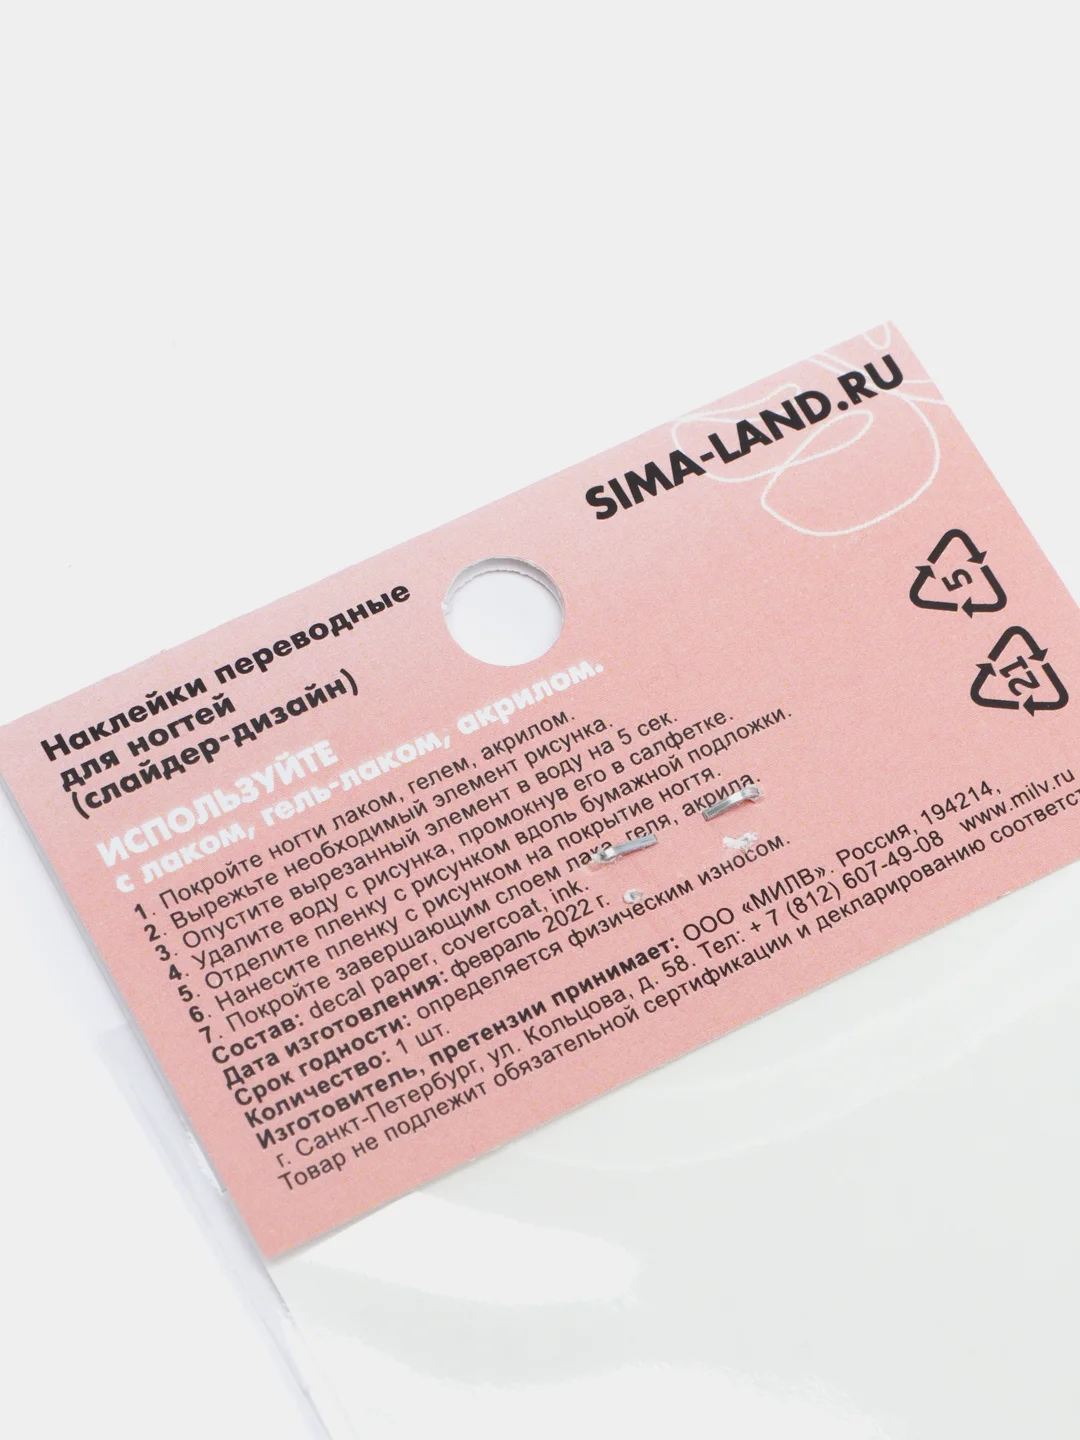 SIMA-LAND.RU
Наклейки переводные
для ногтей
(слайдер-дизайн)
ИСПОЛЬЗУЙТЕ
с лаком, гель-лаком, акрилом.
1. Покройте ногти лаком, гелем, акрилом.
2. Вырежьте необходимый элемент рисунка.
3. Опустите вырезанный элемент в воду на 5 сек.
4. Удалите воду с рисунка, промокнув его в салфетке.
5. Отделите пленку с рисунком вдоль бумажной подложки.
6. Нанесите пленку с рисунком на покрытие ногтя.
7. Покройте завершающим слоем лака, геля, акрила.
Состав: decal paper, covercoat, ink.
Дата изготовления: февраль 2022 г.
Срок годности: определяется физическим износом.
Количество: 1 шт.
Изготовитель, претензии принимает: ООО «МИЛВ». Россия, 194214,
г. Санкт-Петербург, ул. Кольцова, д. 58. Тел: + 7 (812) 607-49-08 www.milv.ru
Товар не подлежит обязательной сертификации и декларированию
5
21